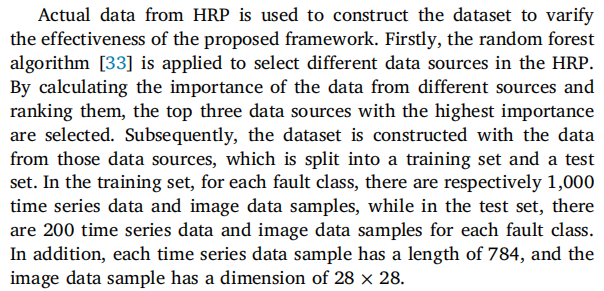 Actual data from HRP is used to construct the dataset to varify
the effectiveness of the proposed framework. Firstly, the random forest
algorithm [33] is applied to select different data sources in the HRP.
By calculating the importance of the data from different sources and
ranking them, the top three data sources with the highest importance
are selected. Subsequently, the dataset is constructed with the data
from those data sources, which is split into a training set and a test
set. In the training set, for each fault class, there are respectively 1,000
time series data and image data samples, while in the test set, there
are 200 time series data and image data samples for each fault class.
In addition, each time series data sample has a length of 784, and the
image data sample has a dimension of 28 × 28.